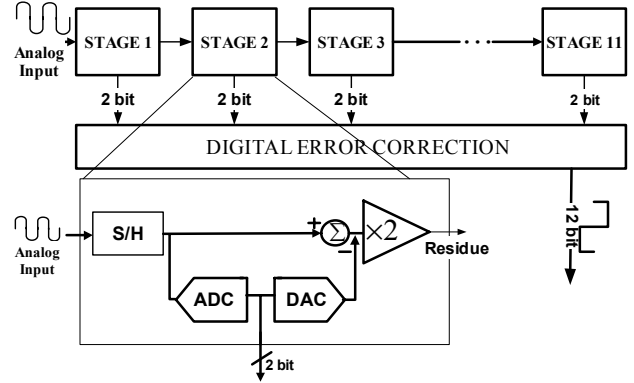 STAGE 1
STAGE 2
STAGE 3
STAGE 11
Analog
Input
2 bit
2 bit
2 bit
2 bit
DIGITAL ERROR CORRECTION
12 bit
S/H
Analog
Input
+
Σ
−
×2
Residue
ADC
DAC
2 bit